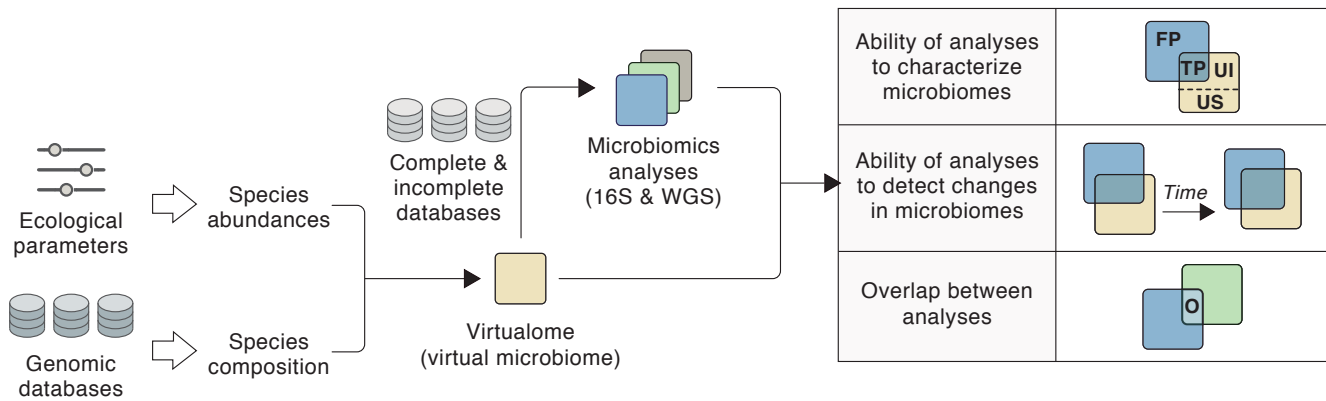 Ecological
parameters
Genomic
databases
Species
abundances
Species
composition
Complete &
incomplete
databases
Virtualome
(virtual microbiome)
Microbiomics
analyses
(16S & WGS)
Ability of analyses
to characterize
microbiomes
FP
TP UI
US
Ability of analyses
to detect changes
in microbiomes
Time
Overlap between
analyses
O